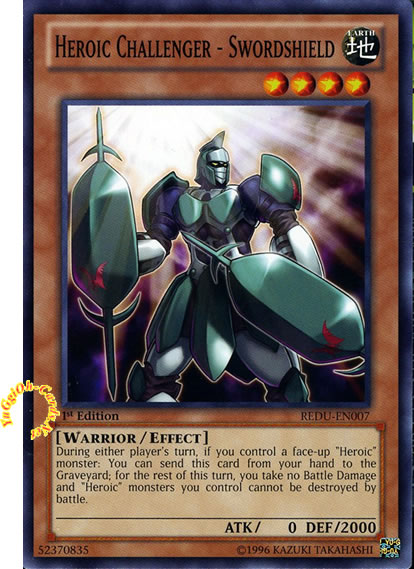 HEROIC CHALLENGER - SWORDSHIELD
EARTH
地
YuGgiOh-Cards.Net
1st Edition
REDU-EN007
[WARRIOR / EFFECT]
During either player's turn, if you control a face-up "Heroic"
monster: You can send this card from your hand to the
Graveyard; for the rest of this turn, you take no Battle Damage
and "Heroic" monsters you control cannot be destroyed by
battle.
ATK / 0 DEF/2000
52370835
©1996 KAZUKI TAKAHASHI